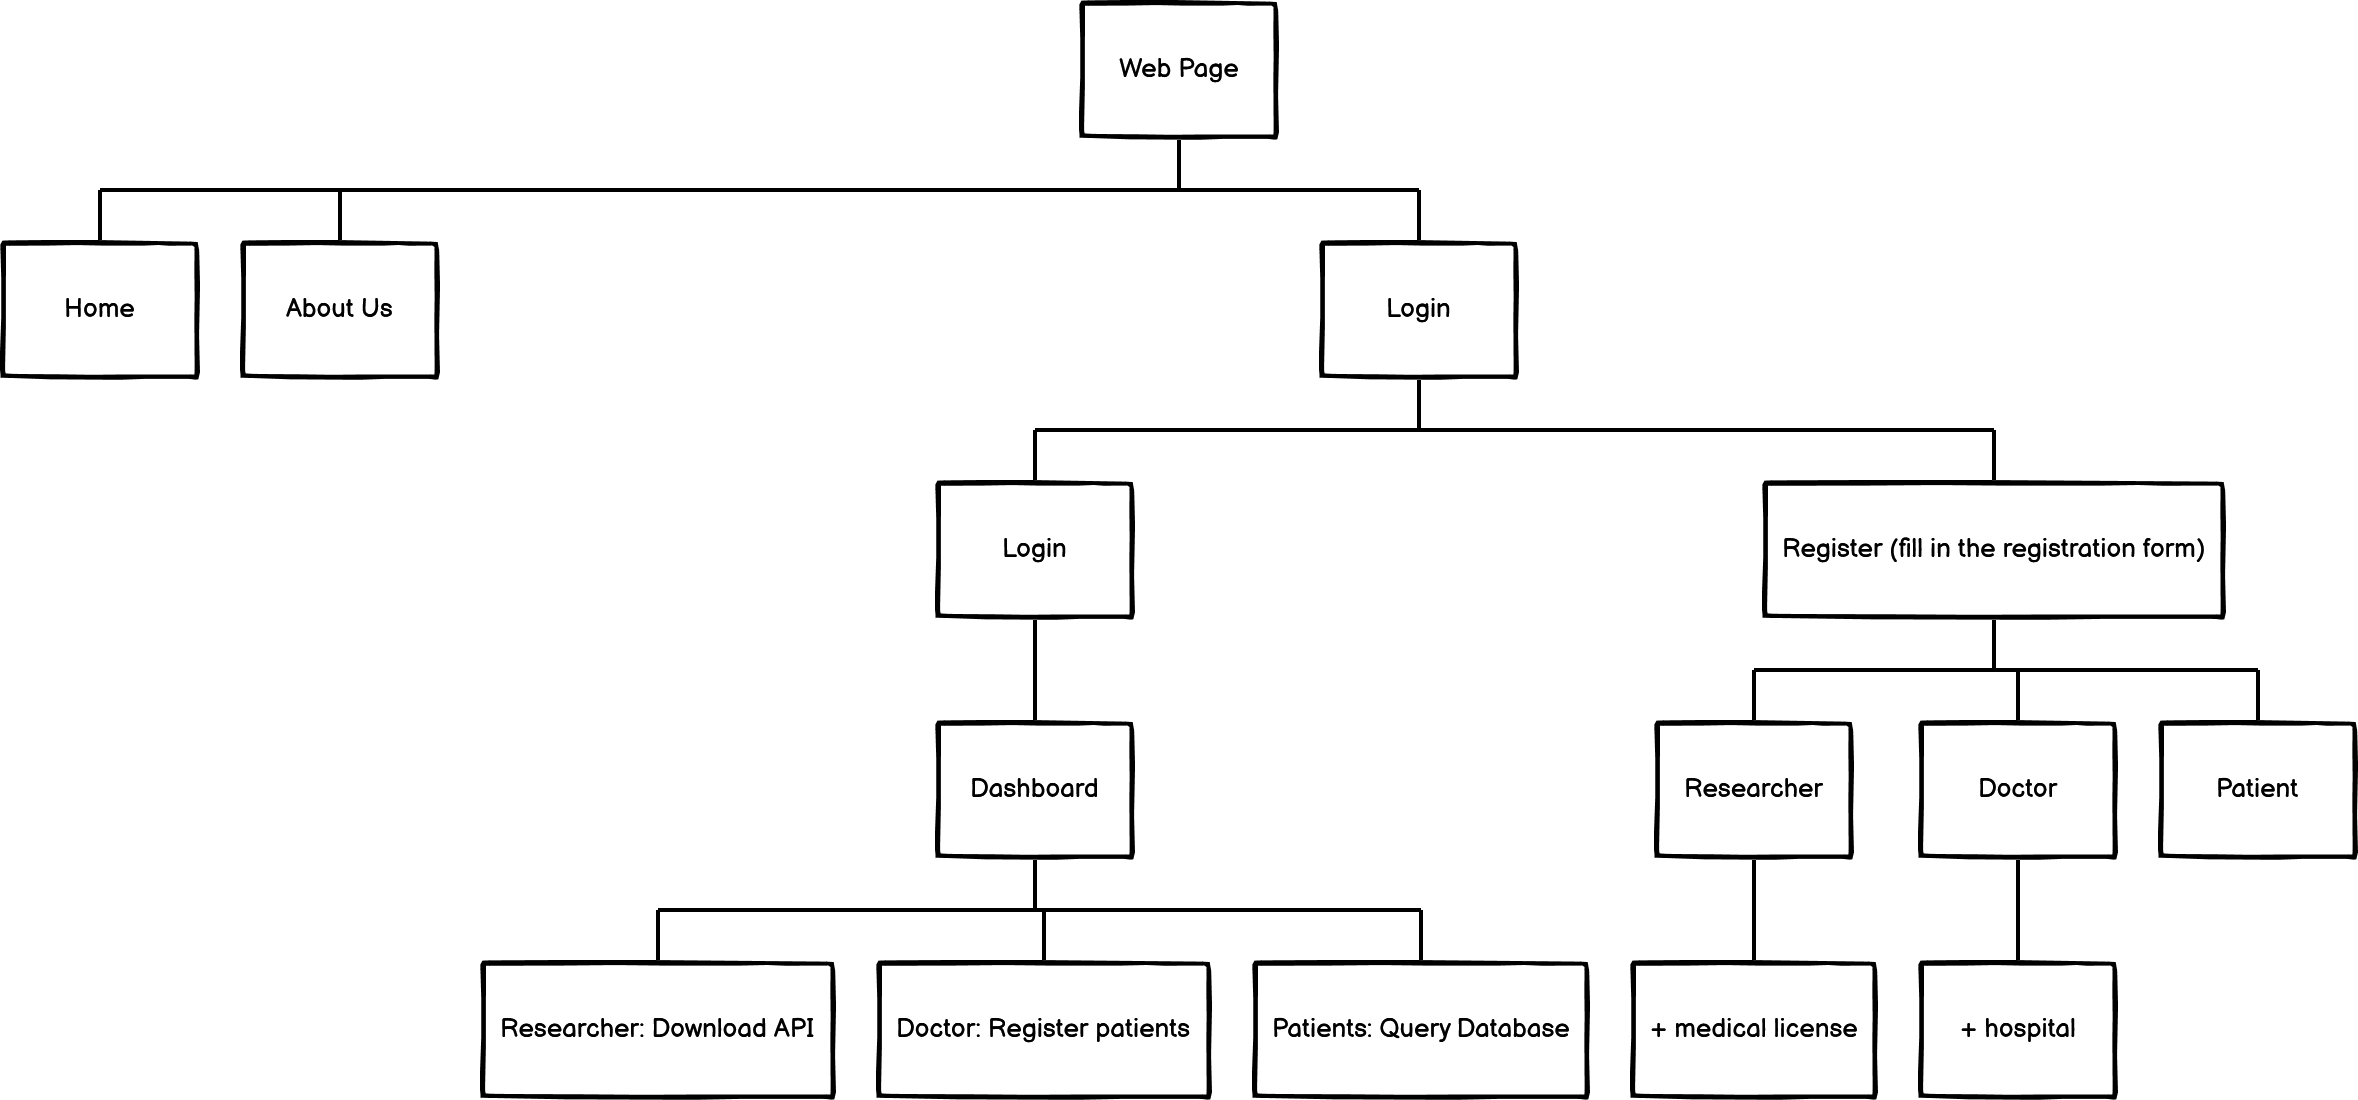 Web Page
Home
About Us
Login
Login
Register (fill in the registration form)
Dashboard
Researcher
Doctor
Patient
Researcher: Download API
Doctor: Register patients
Patients: Query Database
+ medical license
+ hospital